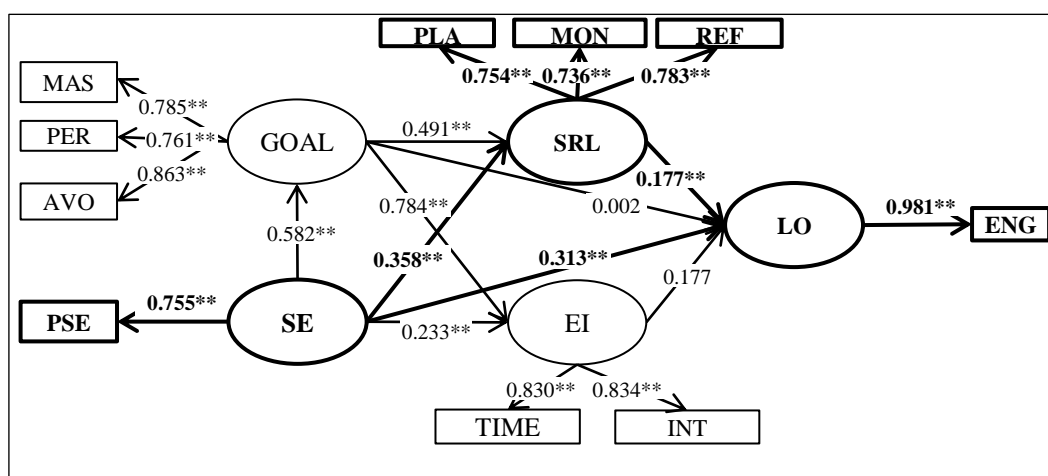 PLA MON REF
0.754** 0.736** 0.783**
MAS
0.785**
PER
0.761**
GOAL
0.491**
SRL
AVO
0.863**
0.177**
0.784**
0.002
0.582**
0.358**
0.313**
LO
0.981**
ENG
0.177
PSE
0.755**
SE
0.233**
EI
0.830** 0.834**
TIME
INT